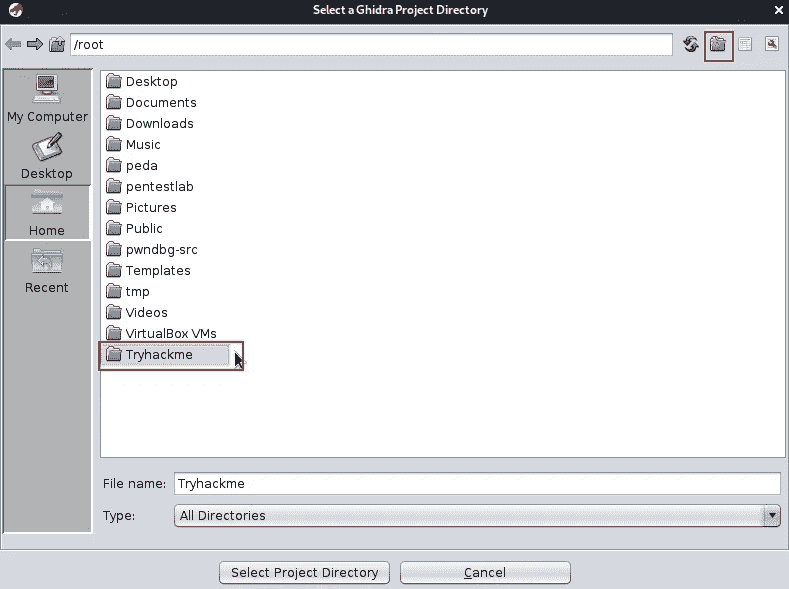 Select a Ghidra Project Directory
/root
My Computer
Desktop
Home
Recent
Desktop
Documents
Downloads
Music
peda
pentestlab
Pictures
Public
pwndbg-src
Templates
tmp
Videos
VirtualBox VMs
Tryhackme
File name: Tryhackme
Type: All Directories
Select Project Directory Cancel